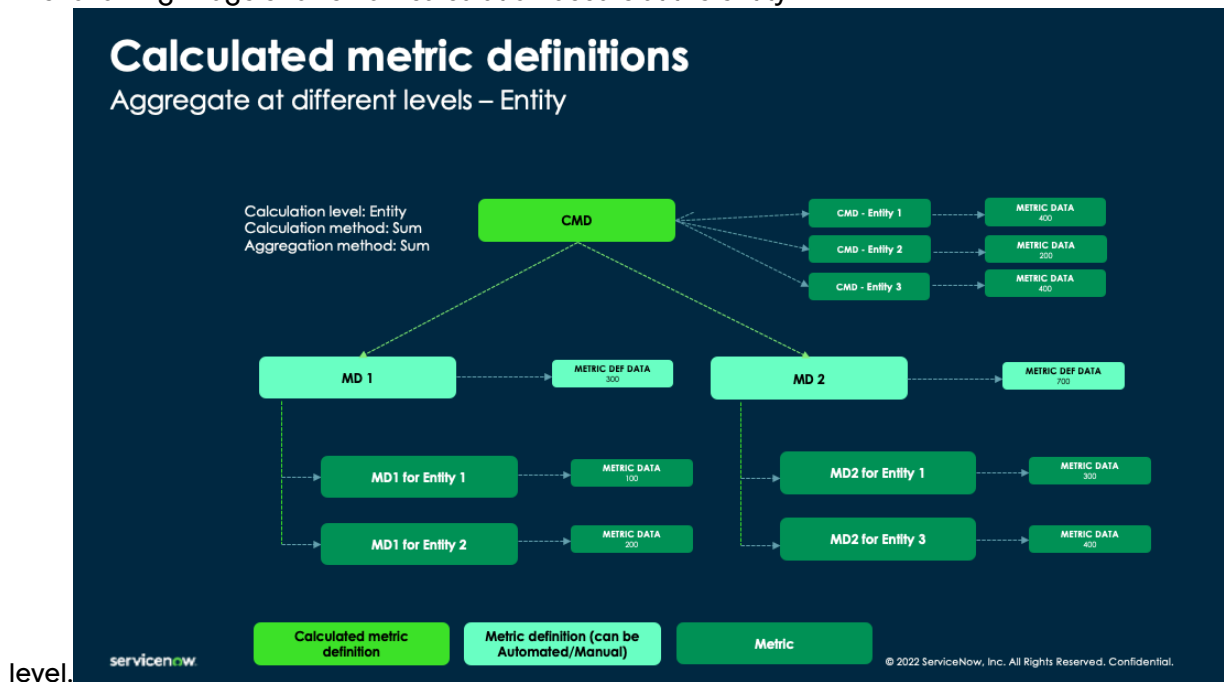 Calculated metric definitions
Aggregate at different levels – Entity
Calculation level: Entity
Calculation method: Sum
Aggregation method: Sum
CMD
CMD - Entity 1
METRIC DATA
400
CMD - Entity 2
METRIC DATA
200
CMD - Entity 3
METRIC DATA
400
MD 1
METRIC DEF DATA
300
MD 2
METRIC DEF DATA
700
MD1 for Entity 1
METRIC DATA
100
MD2 for Entity 1
METRIC DATA
300
MD1 for Entity 2
METRIC DATA
200
MD2 for Entity 3
METRIC DATA
400
Calculated metric
definition
Metric definition (can be
Automated/Manual)
Metric
servicenow.
© 2022 ServiceNow, Inc. All Rights Reserved. Confidential.
level.